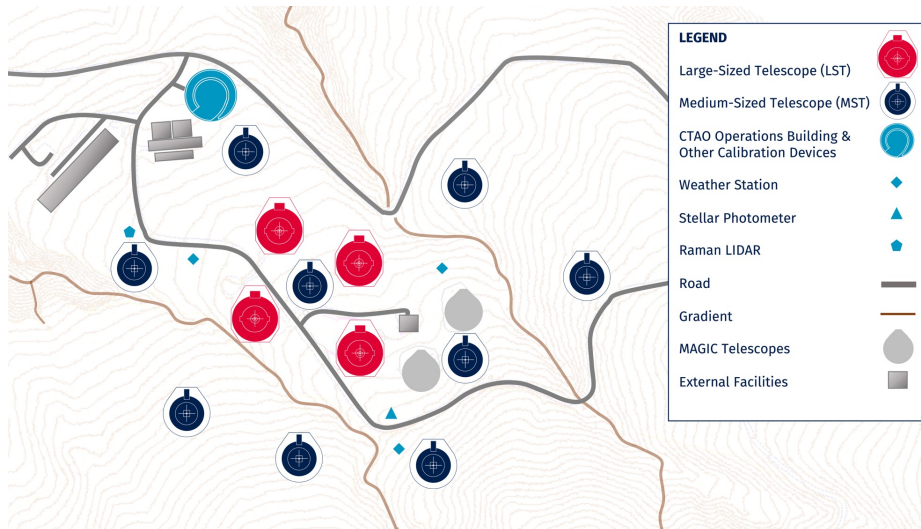 LEGEND
Large-Sized Telescope (LST)
Medium-Sized Telescope (MST)
CTAO Operations Building &
Other Calibration Devices
Weather Station
Stellar Photometer
Raman LIDAR
Road
Gradient
MAGIC Telescopes
External Facilities